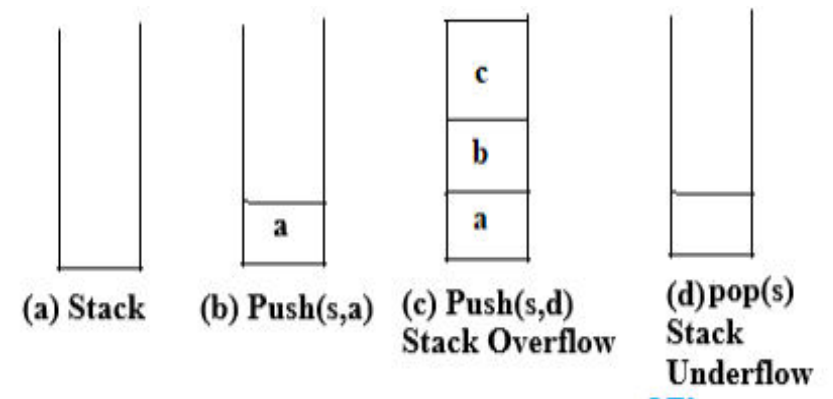 a
c
b
a
(a) Stack
(b) Push(s,a)
(c) Push(s,d)
Stack Overflow
(d)pop(s)
Stack
Underflow